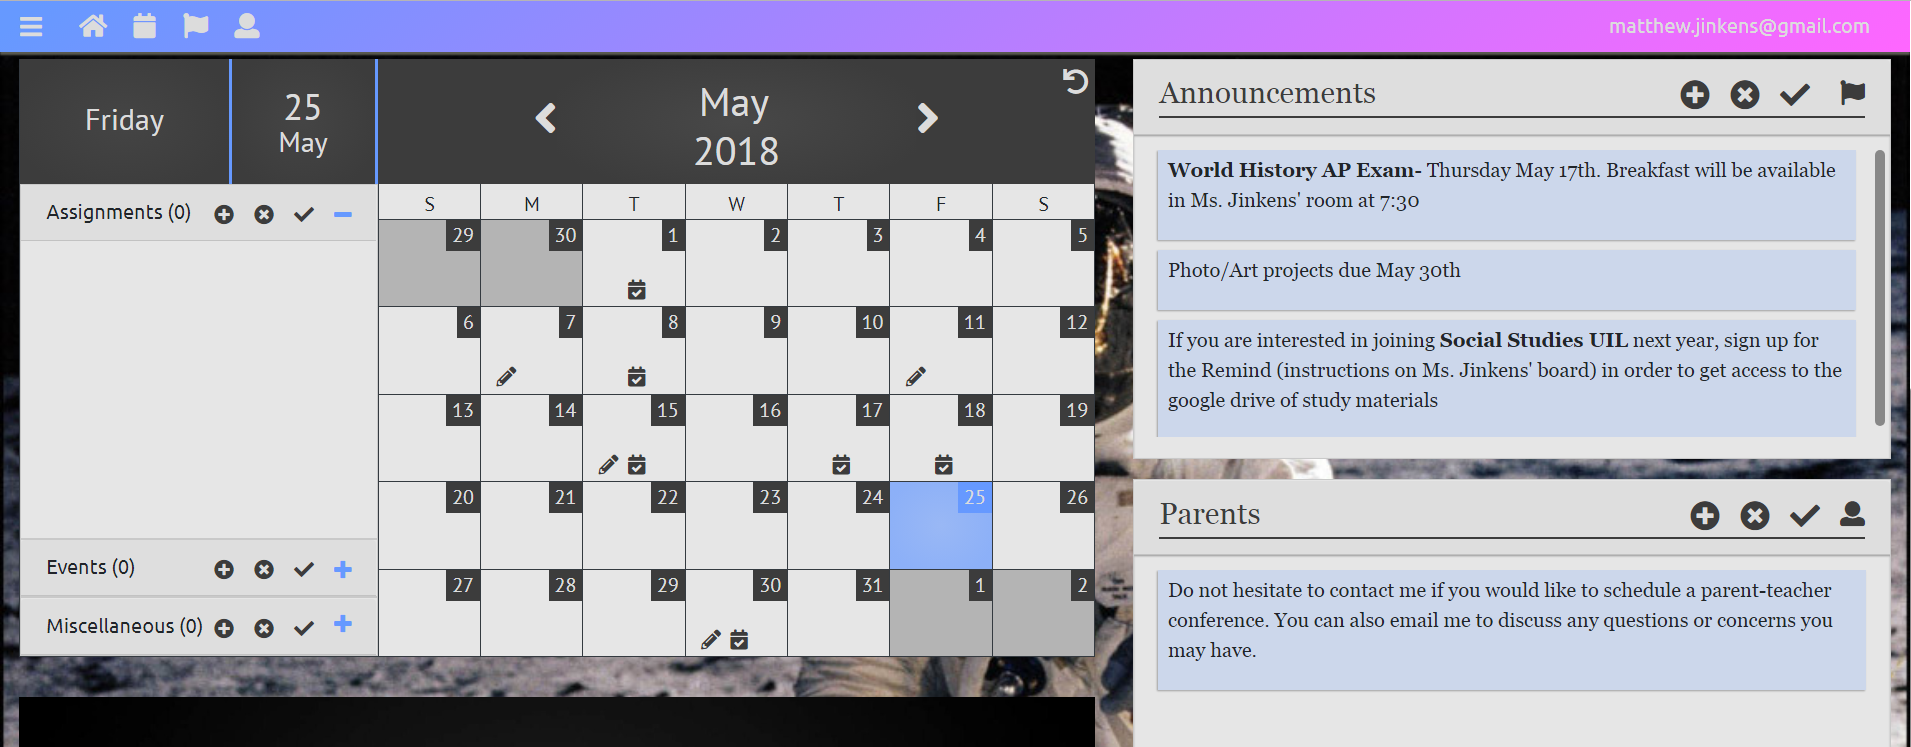 matthew.jinkens@gmail.com
Friday
25
May
May
2018
Assignments (0)
Events (0)
Miscellaneous (0)
S M T W T F S
29 30 1 2 3 4 5
6 7 8 9 10 11 12
13 14 15 16 17 18 19
20 21 22 23 24 25 26
27 28 29 30 31 1 2
Announcements
World History AP Exam- Thursday May 17th. Breakfast will be available
in Ms. Jinkens' room at 7:30
Photo/Art projects due May 30th
If you are interested in joining Social Studies UIL next year, sign up for
the Remind (instructions on Ms. Jinkens' board) in order to get access to the
google drive of study materials
Parents
Do not hesitate to contact me if you would like to schedule a parent-teacher
conference. You can also email me to discuss any questions or concerns you
may have.